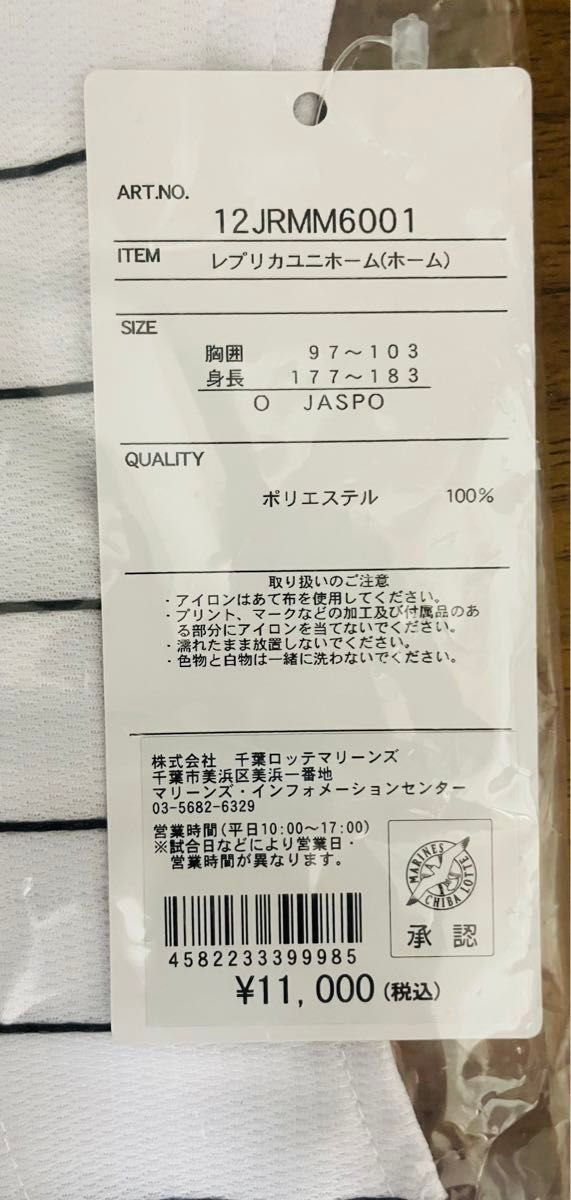 ART.NO.
12JRMM6001
ITEM レプリカユニホーム(ホーム)
SIZE
胸囲 97～103
身長 177～183
O JASPO
QUALITY
ポリエステル 100%
取り扱いのご注意
・アイロンはあて布を使用してください。
・プリント、マークなどの加工及び付属品のあ
る部分にアイロンを当てないでください。
・濡れたまま放置しないでください。
・色物と白物は一緒に洗わないでください。
株式会社 千葉ロッテマリーンズ
千葉市美浜区美浜一番地
マリーンズ・インフォメーションセンター
03-5682-6329
営業時間(平日10:00～17:00)
※試合日などにより営業日・
営業時間が異なります。
MARINES
CHIBA LOTTE
承認
4582233399985
¥11,000(税込)